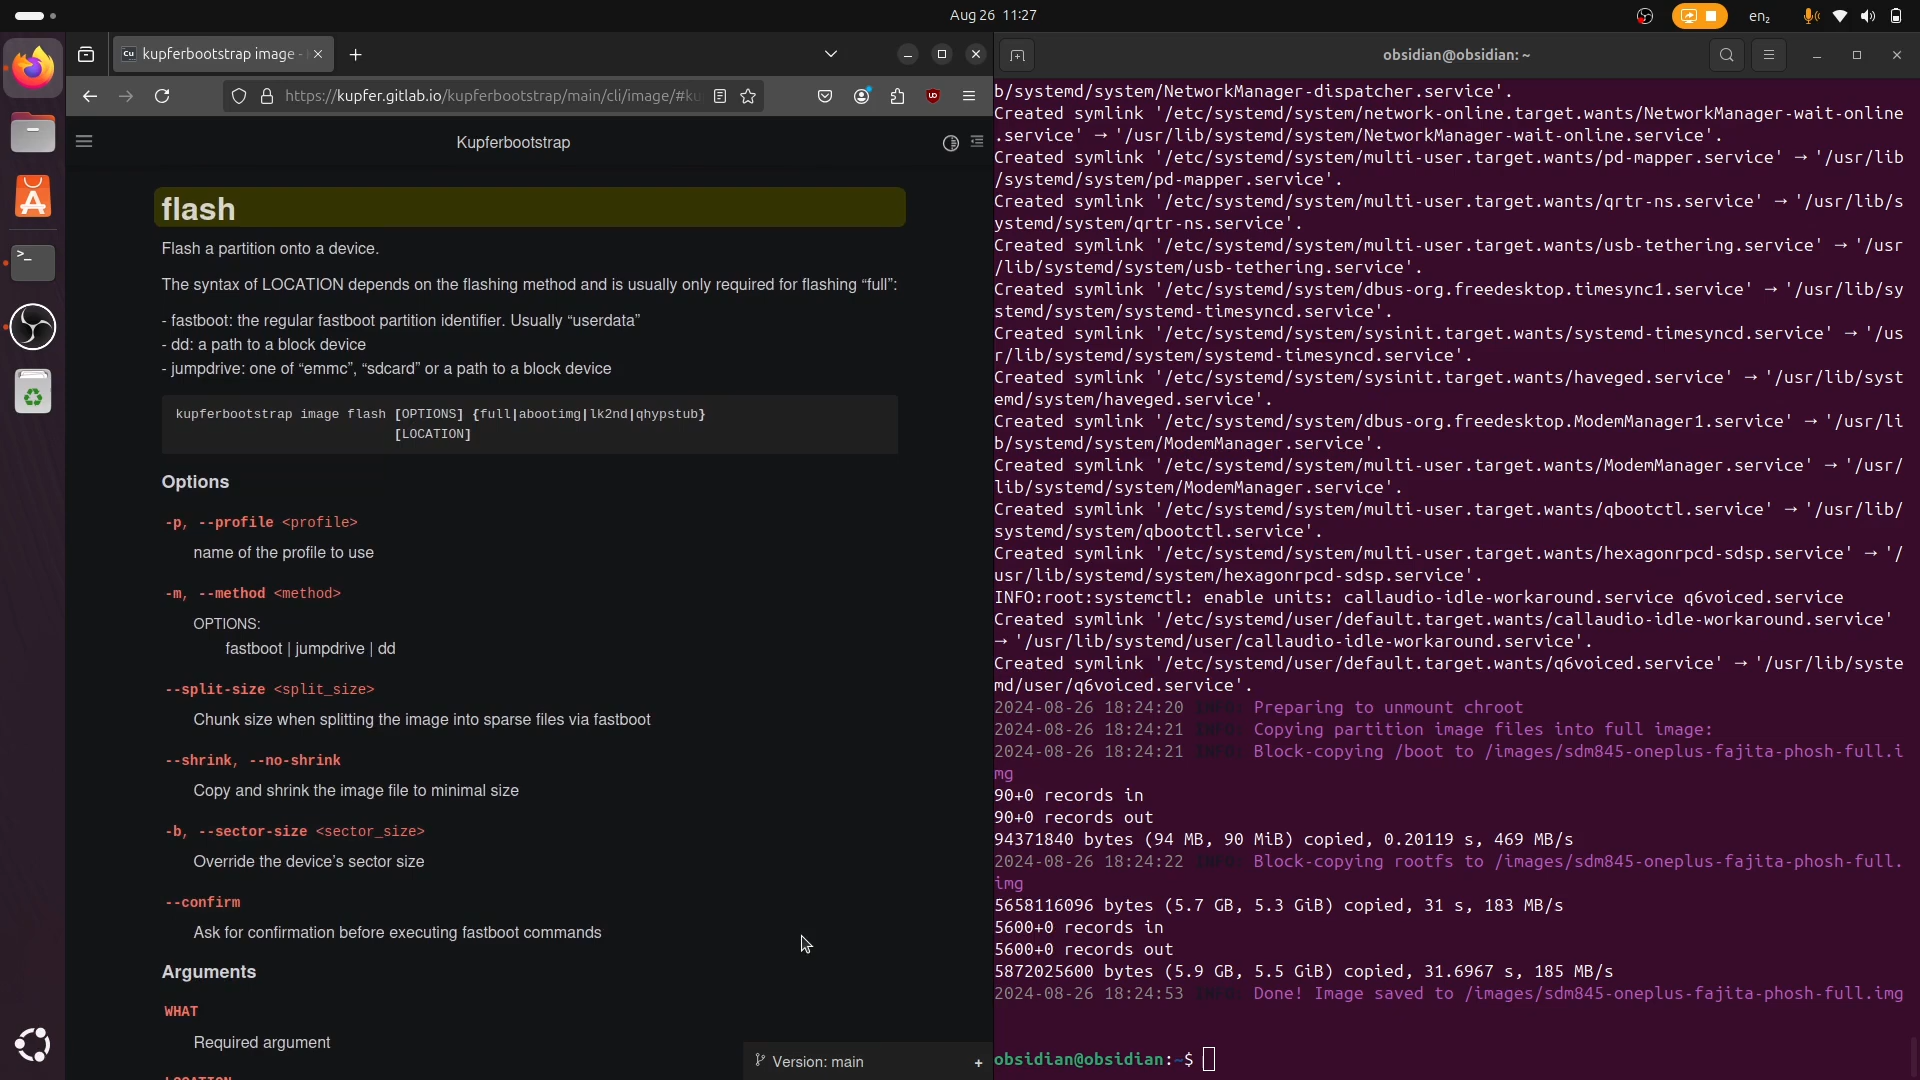 Aug 26 11:27
en₂
kupferbootstrap image -
https://kupfer.gitlab.io/kupferbootstrap/main/cli/image/#ku
Kupferbootstrap
flash
Flash a partition onto a device.
The syntax of LOCATION depends on the flashing method and is usually only required for flashing “full”:
- fastboot: the regular fastboot partition identifier. Usually “userdata”
- dd: a path to a block device
- jumpdrive: one of “emmc”, “sdcard” or a path to a block device
kupferbootstrap image flash [OPTIONS] {full|abootimg|lk2nd|qhypstub}
[LOCATION]
Options
-p, --profile <profile>
name of the profile to use
-m, --method <method>
OPTIONS:
fastboot | jumpdrive | dd
--split-size <split_size>
Chunk size when splitting the image into sparse files via fastboot
--shrink, --no-shrink
Copy and shrink the image file to minimal size
-b, --sector-size <sector_size>
Override the device’s sector size
--confirm
Ask for confirmation before executing fastboot commands
Arguments
WHAT
Required argument
LOCATION
Version: main +
obsidian@obsidian: ~
b/systemd/system/NetworkManager-dispatcher.service'.
Created symlink '/etc/systemd/system/network-online.target.wants/NetworkManager-wait-online
.service' → '/usr/lib/systemd/system/NetworkManager-wait-online.service'.
Created symlink '/etc/systemd/system/multi-user.target.wants/pd-mapper.service' → '/usr/lib
/systemd/system/pd-mapper.service'.
Created symlink '/etc/systemd/system/multi-user.target.wants/qrtr-ns.service' → '/usr/lib/s
ystemd/system/qrtr-ns.service'.
Created symlink '/etc/systemd/system/multi-user.target.wants/usb-tethering.service' → '/usr
/lib/systemd/system/usb-tethering.service'.
Created symlink '/etc/systemd/system/dbus-org.freedesktop.timesync1.service' → '/usr/lib/sy
stemd/system/systemd-timesyncd.service'.
Created symlink '/etc/systemd/system/sysinit.target.wants/systemd-timesyncd.service' → '/us
r/lib/systemd/system/systemd-timesyncd.service'.
Created symlink '/etc/systemd/system/sysinit.target.wants/haveged.service' → '/usr/lib/syst
emd/system/haveged.service'.
Created symlink '/etc/systemd/system/dbus-org.freedesktop.ModemManager1.service' → '/usr/li
b/systemd/system/ModemManager.service'.
Created symlink '/etc/systemd/system/multi-user.target.wants/ModemManager.service' → '/usr/
lib/systemd/system/ModemManager.service'.
Created symlink '/etc/systemd/system/multi-user.target.wants/qbootctl.service' → '/usr/lib/
systemd/system/qbootctl.service'.
Created symlink '/etc/systemd/system/multi-user.target.wants/hexagonrpcd-sdsp.service' → '/
usr/lib/systemd/system/hexagonrpcd-sdsp.service'.
INFO:root:systemctl: enable units: callaudio-idle-workaround.service q6voiced.service
Created symlink '/etc/systemd/user/default.target.wants/callaudio-idle-workaround.service'
→ '/usr/lib/systemd/user/callaudio-idle-workaround.service'.
Created symlink '/etc/systemd/user/default.target.wants/q6voiced.service' → '/usr/lib/syste
md/user/q6voiced.service'.
2024-08-26 18:24:20 INFO: Preparing to unmount chroot
2024-08-26 18:24:21 INFO: Copying partition image files into full image:
2024-08-26 18:24:21 INFO: Block-copying /boot to /images/sdm845-oneplus-fajita-phosh-full.i
mg
90+0 records in
90+0 records out
94371840 bytes (94 MB, 90 MiB) copied, 0.20119 s, 469 MB/s
2024-08-26 18:24:22 INFO: Block-copying rootfs to /images/sdm845-oneplus-fajita-phosh-full.
img
5658116096 bytes (5.7 GB, 5.3 GiB) copied, 31 s, 183 MB/s
5600+0 records in
5600+0 records out
5872025600 bytes (5.9 GB, 5.5 GiB) copied, 31.6967 s, 185 MB/s
2024-08-26 18:24:53 INFO: Done! Image saved to /images/sdm845-oneplus-fajita-phosh-full.img
obsidian@obsidian:~$